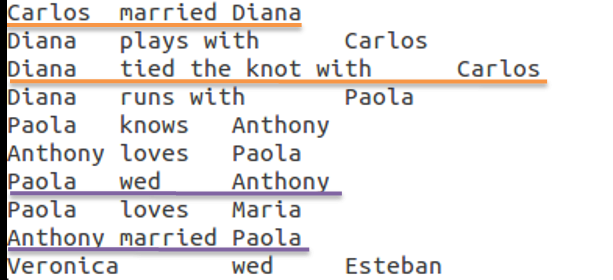 Carlos married Diana
Diana plays with Carlos
Diana tied the knot with Carlos
Diana runs with Paola
Paola knows Anthony
Anthony loves Paola
Paola wed Anthony
Paola loves Maria
Anthony married Paola
Veronica wed Esteban